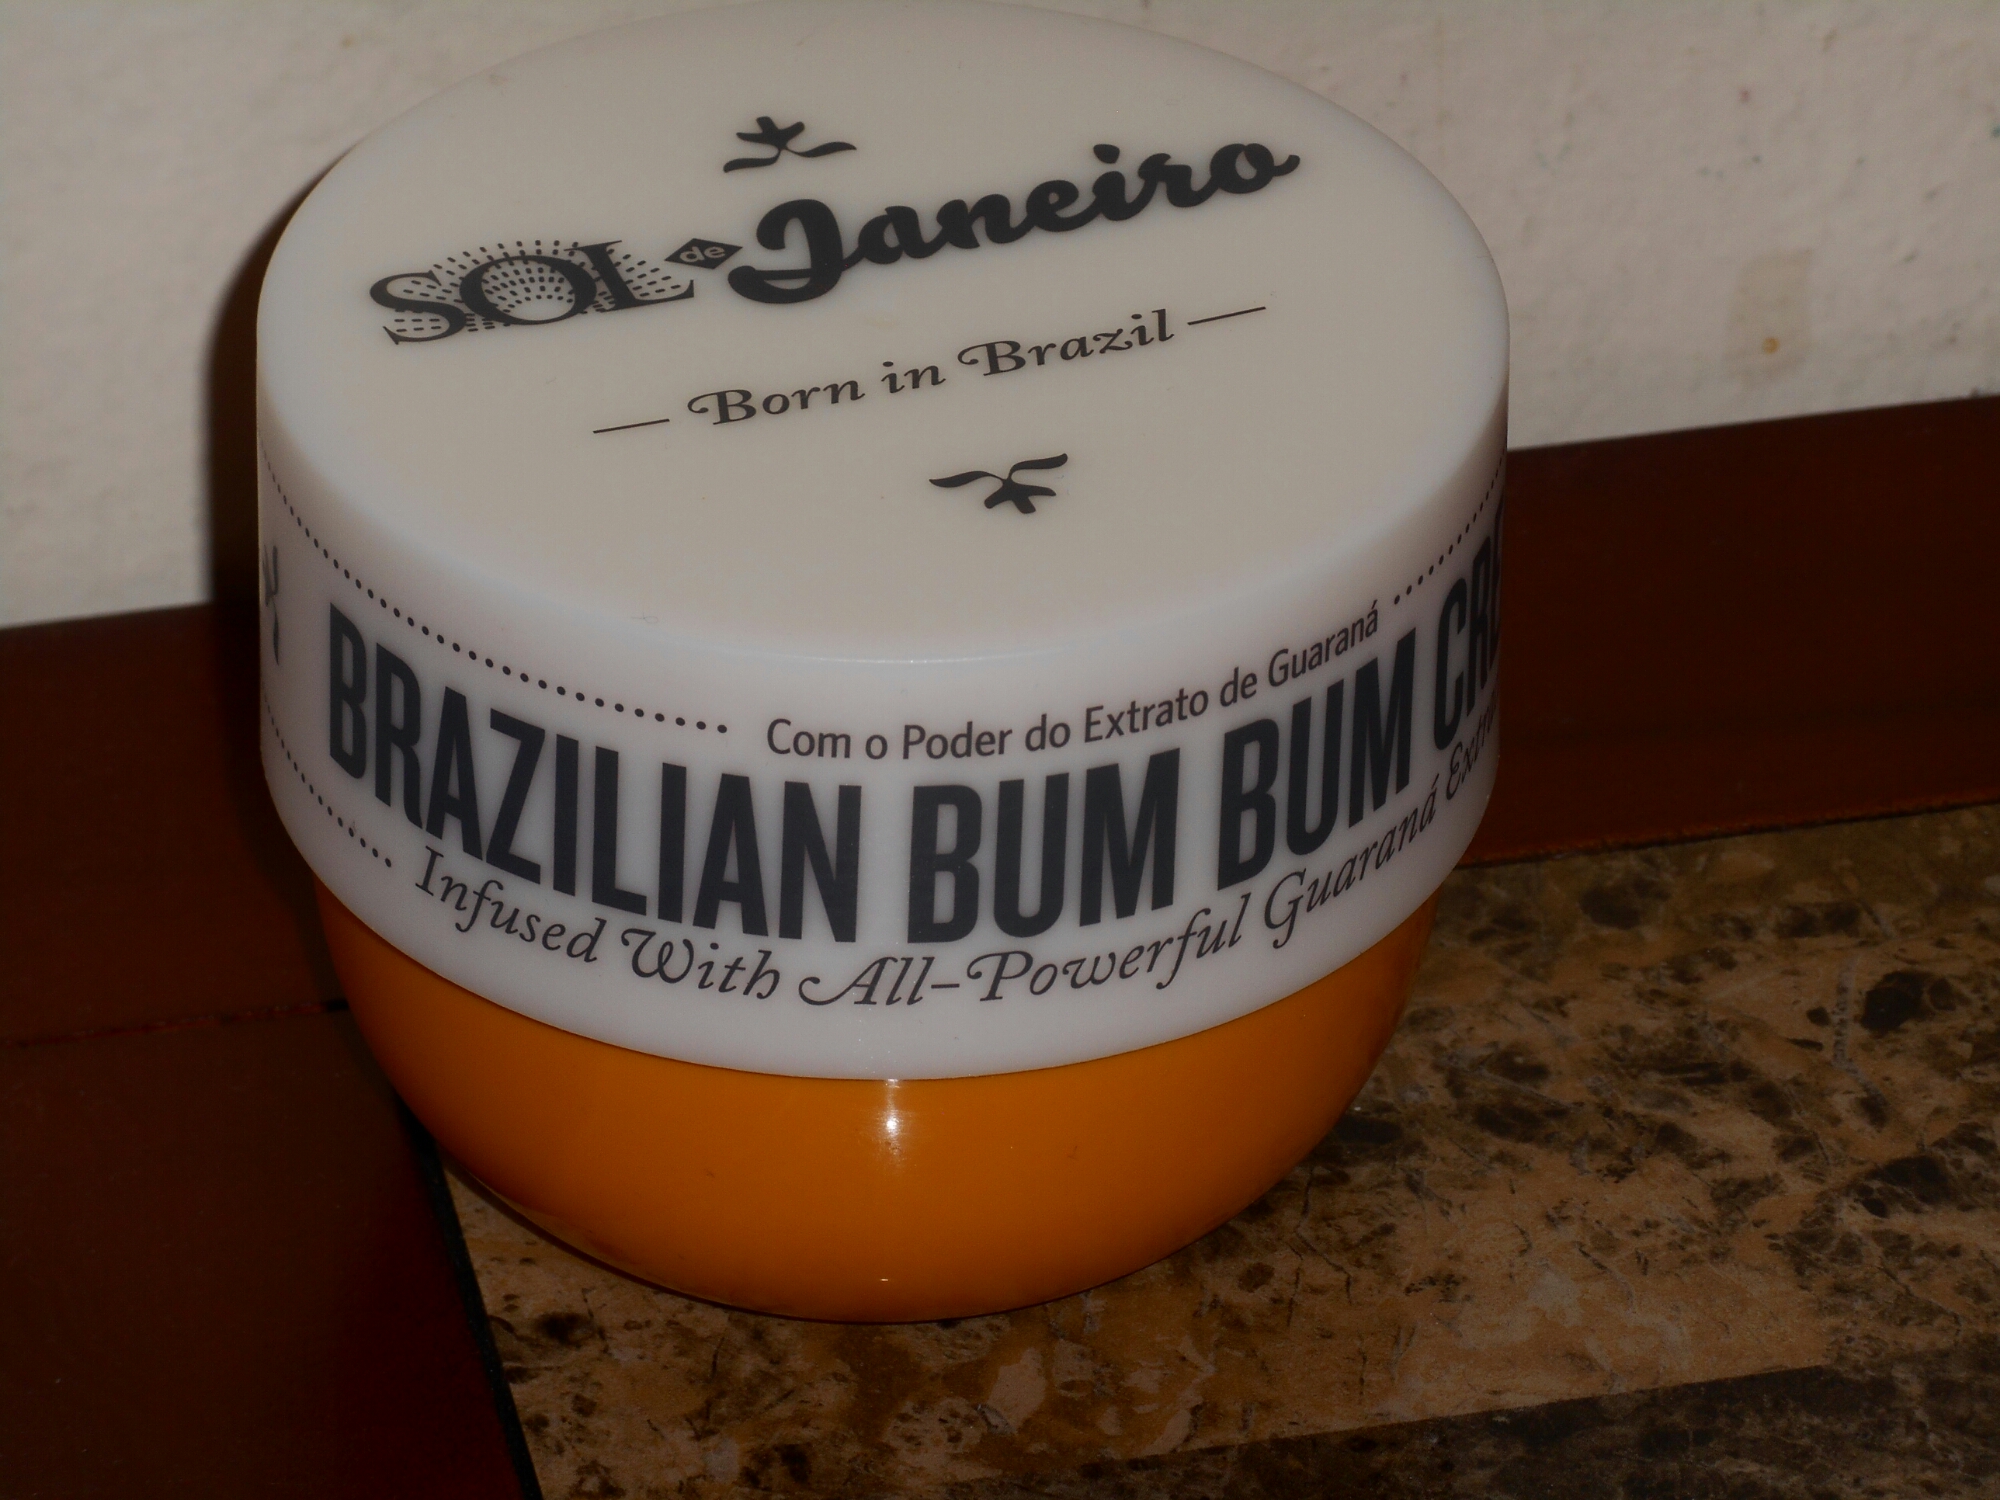 SOL de Janeiro
— Born in Brazil —
Com o Poder do Extrato de Guaraná
BRAZILIAN BUM BUM
Infused With All-Powerful Guaraná